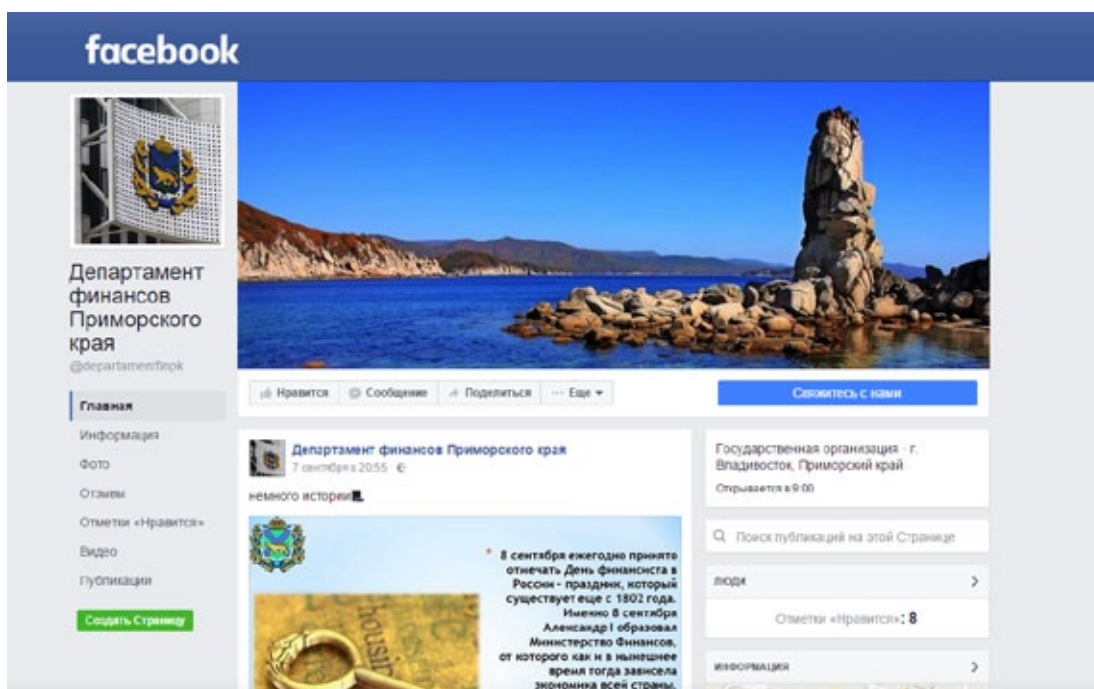 facebook
Департамент
финансов
Приморского
края
@departamentfinpk
Главная
Информация
Фото
Отзывы
Отметки «Нравится»
Видео
Публикации
Создать Страницу
Нравится Сообщение Поделиться ··· Еще
Свяжитесь с нами
Департамент финансов Приморского края
7 сентября в 20:55 ·
немного истории
* 8 сентября ежегодно принято
отмечать День финансиста в
России - праздник, который
существует еще с 1802 года.
Именно 8 сентября
Александр I образовал
Министерство Финансов,
от которого как и в нынешнее
время тогда зависела
экономика всей страны.
housin
Государственная организация · г.
Владивосток, Приморский край
Открывается в 9:00
Поиск публикаций на этой Странице
ЛЮДИ
Отметки «Нравится»: 8
ИНФОРМАЦИЯ